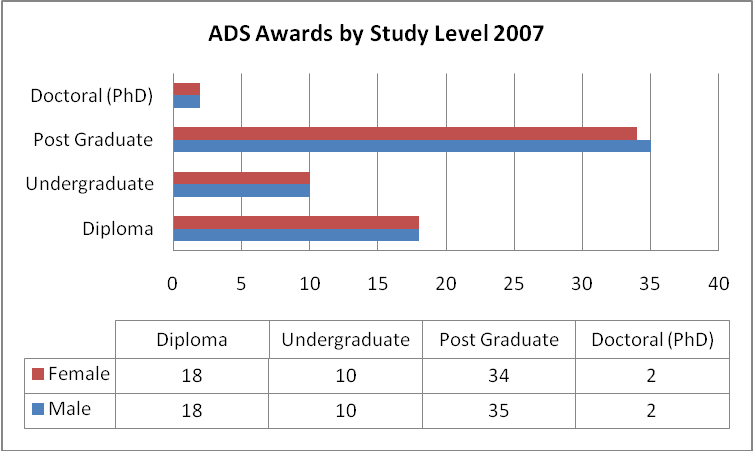 ADS Awards by Study Level 2007
Doctoral (PhD)
Post Graduate
Undergraduate
Diploma
0 5 10 15 20 25 30 35 40
Diploma Undergraduate Post Graduate Doctoral (PhD)
Female 18 10 34 2
Male 18 10 35 2